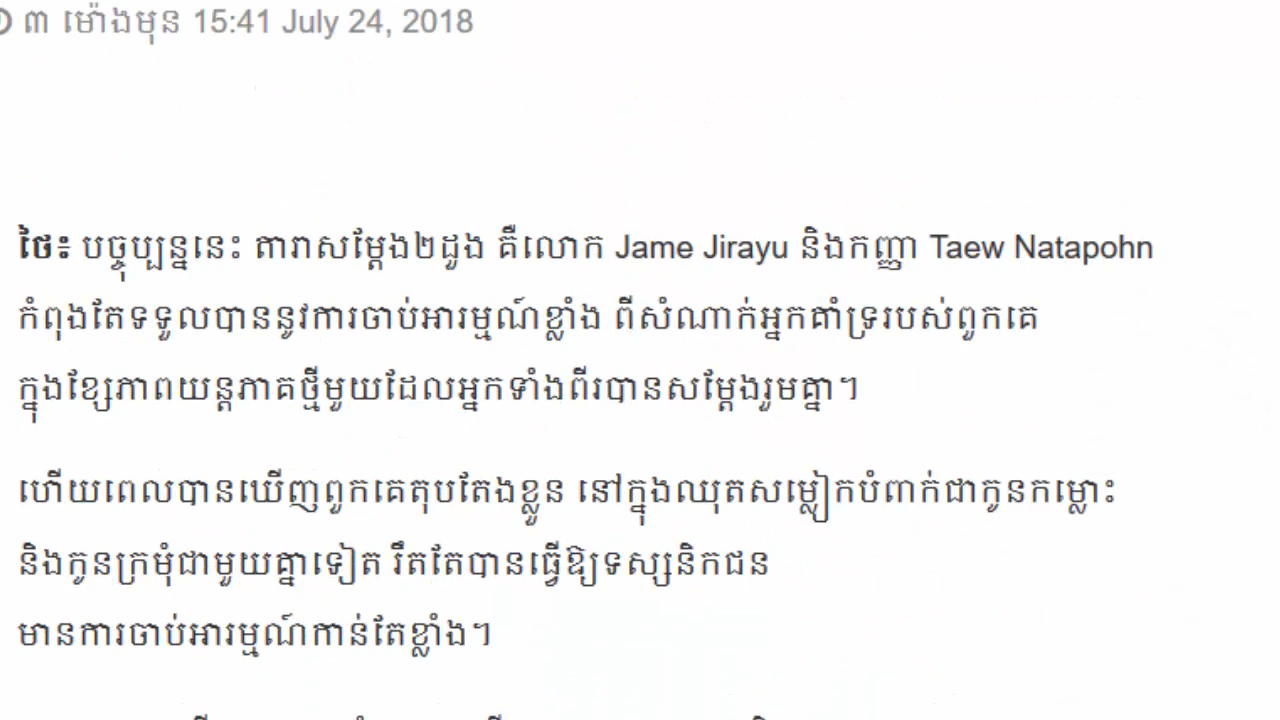 ៣ ម៉ោងមុន 15:41 July 24, 2018
ថៃ៖ បច្ចុប្បន្ននេះ តារាសម្ដែង២ដួង គឺលោក Jame Jirayu និងកញ្ញា Taew Natapohn
កំពុងតែទទួលបាននូវការចាប់អារម្មណ៍ខ្លាំង ពីសំណាក់អ្នកគាំទ្ររបស់ពួកគេ
ក្នុងខ្សែភាពយន្តភាគថ្មីមួយដែលអ្នកទាំងពីរបានសម្ដែងរួមគ្នា។
ហើយពេលបានឃើញពួកគេតុបតែងខ្លួន នៅក្នុងឈុតសម្លៀកបំពាក់ជាកូនកម្លោះ
និងកូនក្រមុំជាមួយគ្នាទៀត រឹតតែបានធ្វើឱ្យទស្សនិកជន
មានការចាប់អារម្មណ៍កាន់តែខ្លាំង។